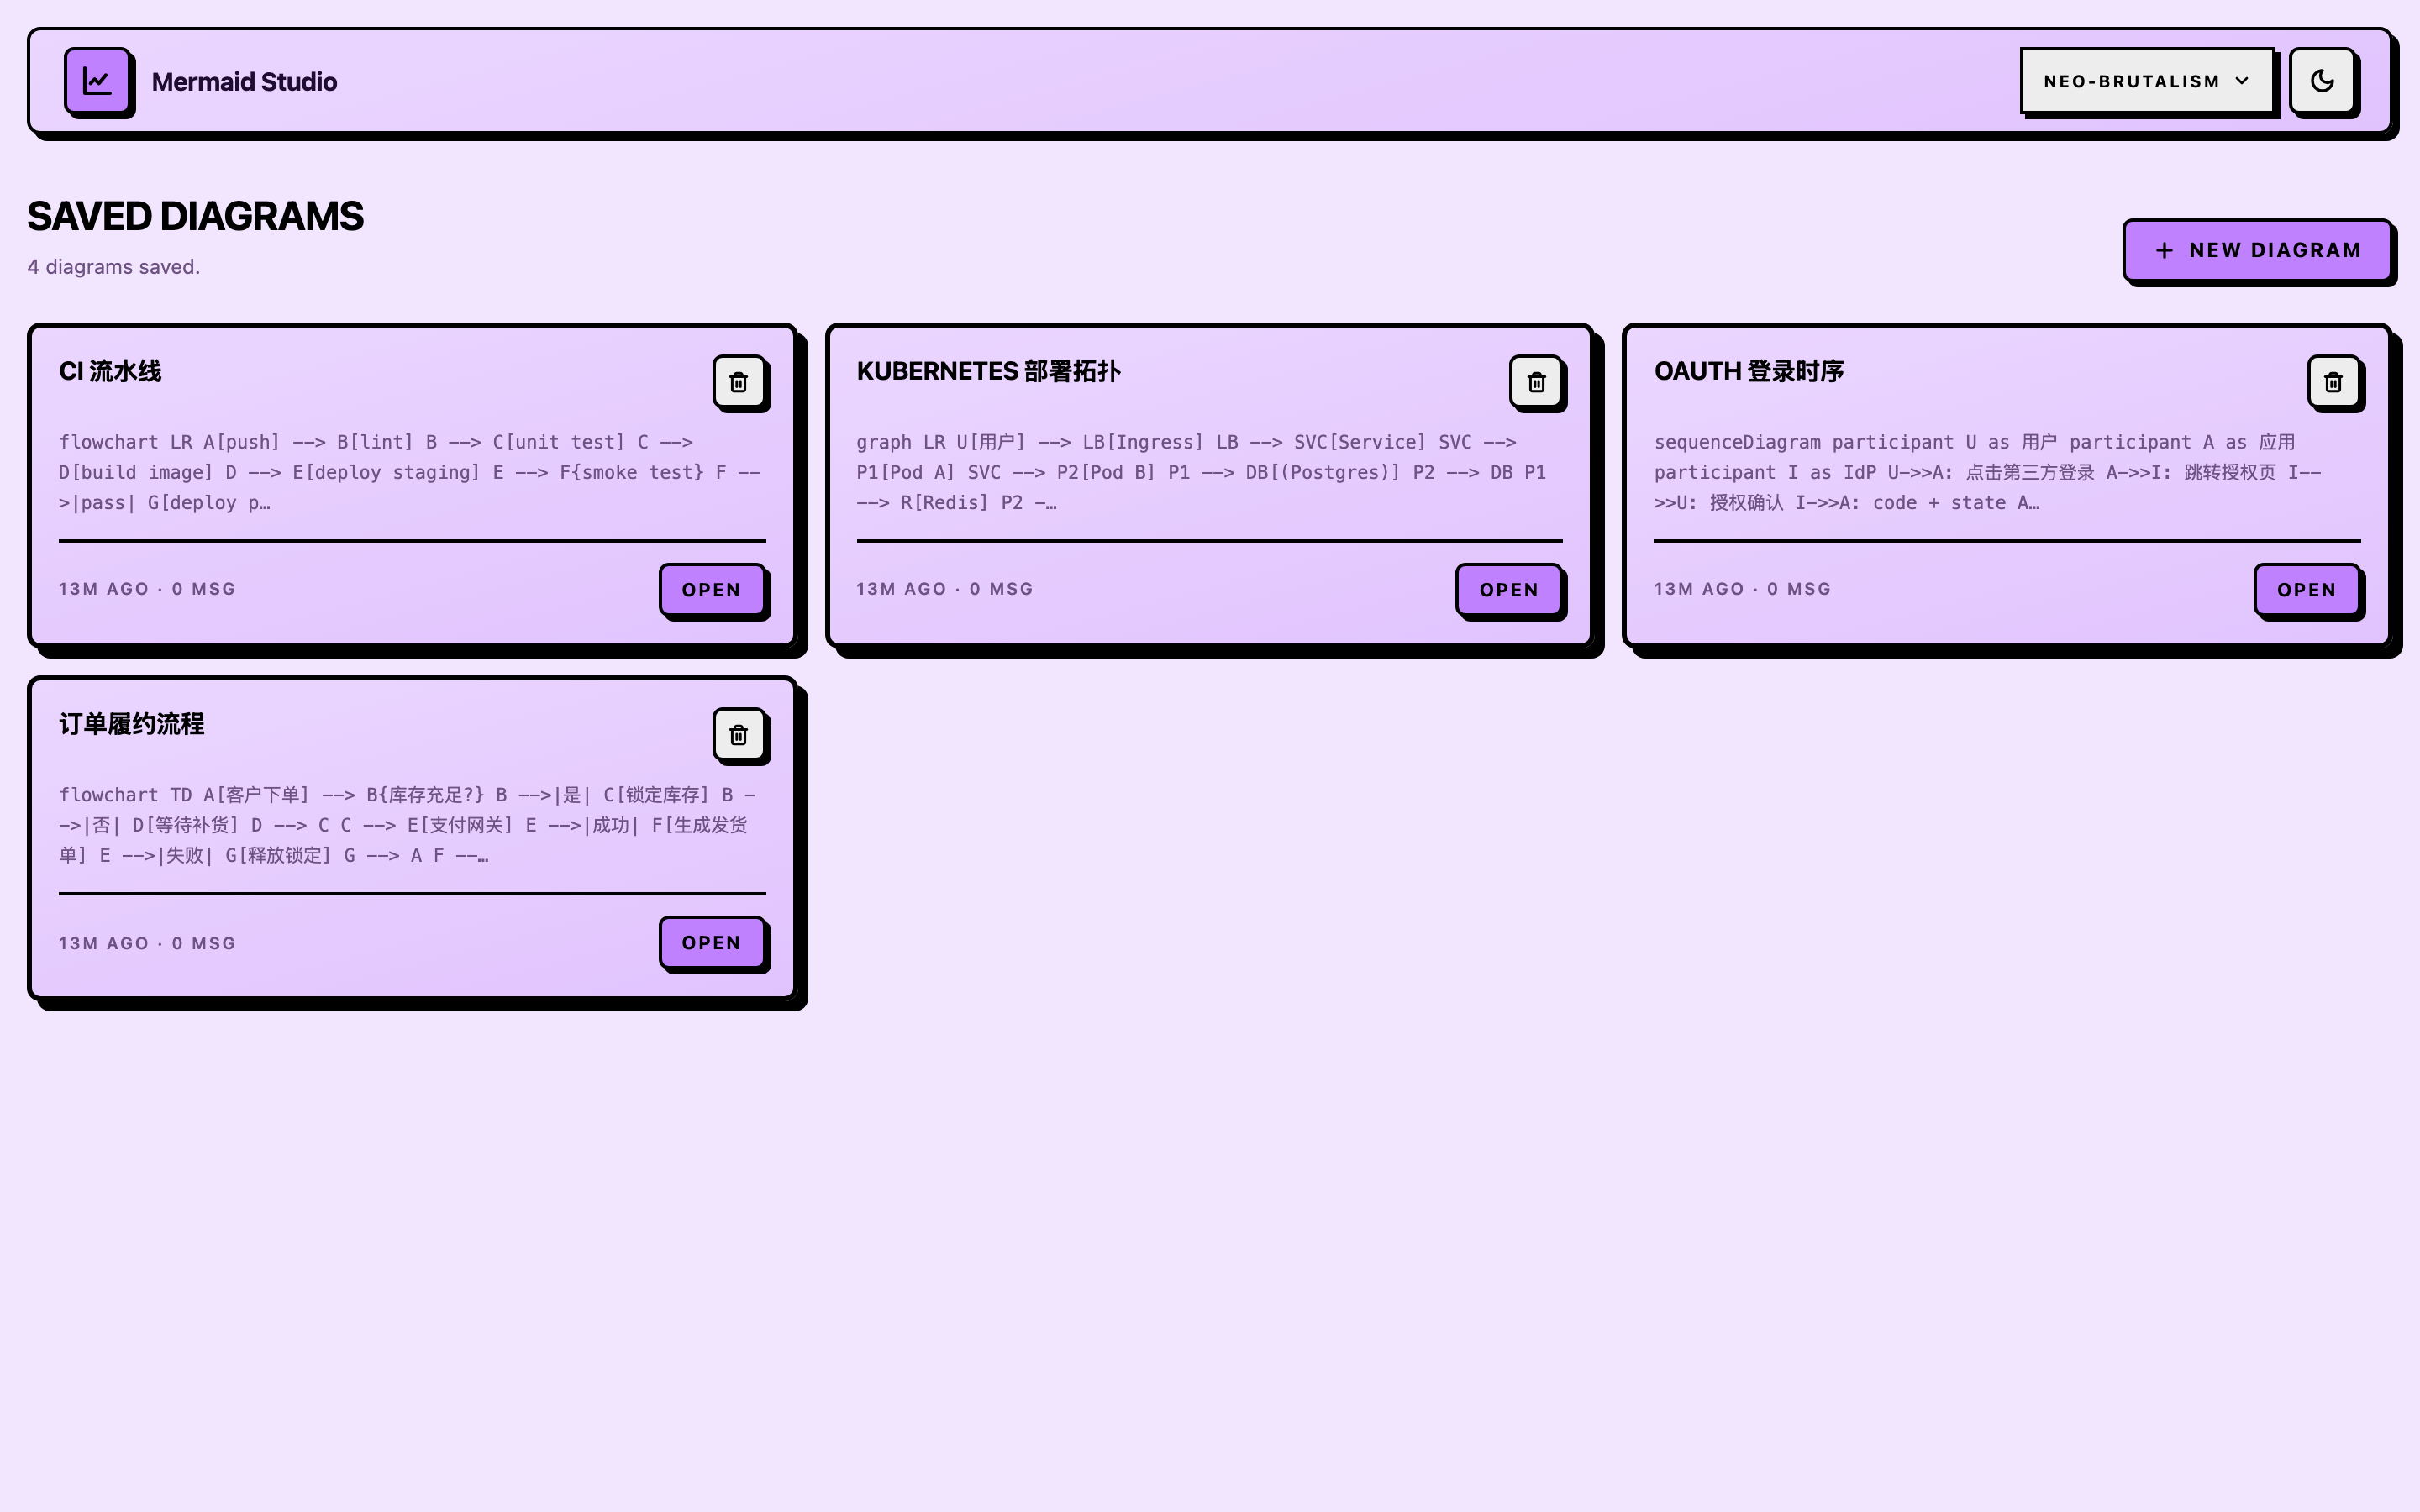 Mermaid Studio
NEO-BRUTALISM
SAVED DIAGRAMS
4 diagrams saved.
+ NEW DIAGRAM
CI 流水线
flowchart LR A[push] --> B[lint] B --> C[unit test] C -->
D[build image] D --> E[deploy staging] E --> F{smoke test} F --
>|pass| G[deploy p…
13M AGO · 0 MSG
OPEN
KUBERNETES 部署拓扑
graph LR U[用户] --> LB[Ingress] LB --> SVC[Service] SVC -->
P1[Pod A] SVC --> P2[Pod B] P1 --> DB[(Postgres)] P2 --> DB P1
--> R[Redis] P2 -…
13M AGO · 0 MSG
OPEN
OAUTH 登录时序
sequenceDiagram participant U as 用户 participant A as 应用
participant I as IdP U->>A: 点击第三方登录 A->>I: 跳转授权页 I--
>>U: 授权确认 I->>A: code + state A…
13M AGO · 0 MSG
OPEN
订单履约流程
flowchart TD A[客户下单] --> B{库存充足?} B -->|是| C[锁定库存] B -
->|否| D[等待补货] D --> C C --> E[支付网关] E -->|成功| F[生成发货
单] E -->|失败| G[释放锁定] G --> A F --…
13M AGO · 0 MSG
OPEN